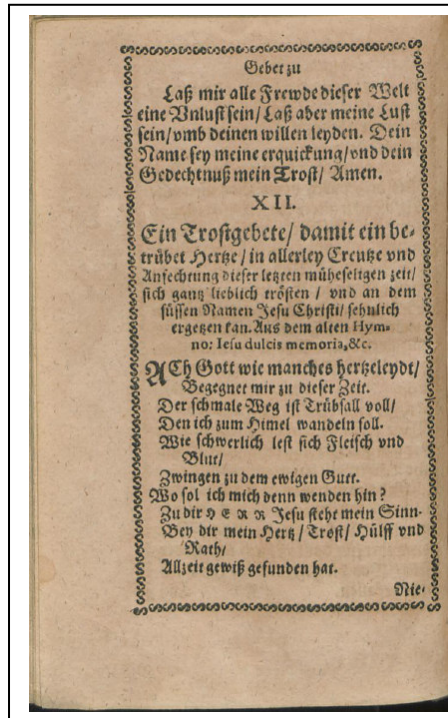 Gebet zu
Laß mir alle Frewde dieser Welt
eine Vnlust sein/ Laß aber meine Lust
sein/ vmb deinen willen leyden. Dein
Name sey meine erquickung/ vnd dein
Gedechtnuß mein Trost/ Amen.
XII.
Ein Trostgebete/ damit ein be-
trübet Hertze/ in allerley Creutze vnd
Anfechtung dieser letzten müheseligen zeit/
sich gantz lieblich trösten / vnd an dem
süssen Namen Jesu Christi/ sehnlich
ergetzen kan. Aus dem alten Hym-
no: Iesu dulcis memoria, &c.
ACh Gott wie manches hertzeleydt/
Begegnet mir zu dieser Zeit.
Der schmale Weg ist Trübsall voll/
Den ich zum Himel wandeln soll.
Wie schwerlich lest sich Fleisch vnd
Blut/
Zwingen zu dem ewigen Gutt.
Wo sol ich mich denn wenden hin?
Zu dir HERR Jesu steht mein Sinn.
Bey dir mein Hertz / Trost/ Hülff vnd
Rath/
Allzeit gewiß gefunden hat.
Nie-